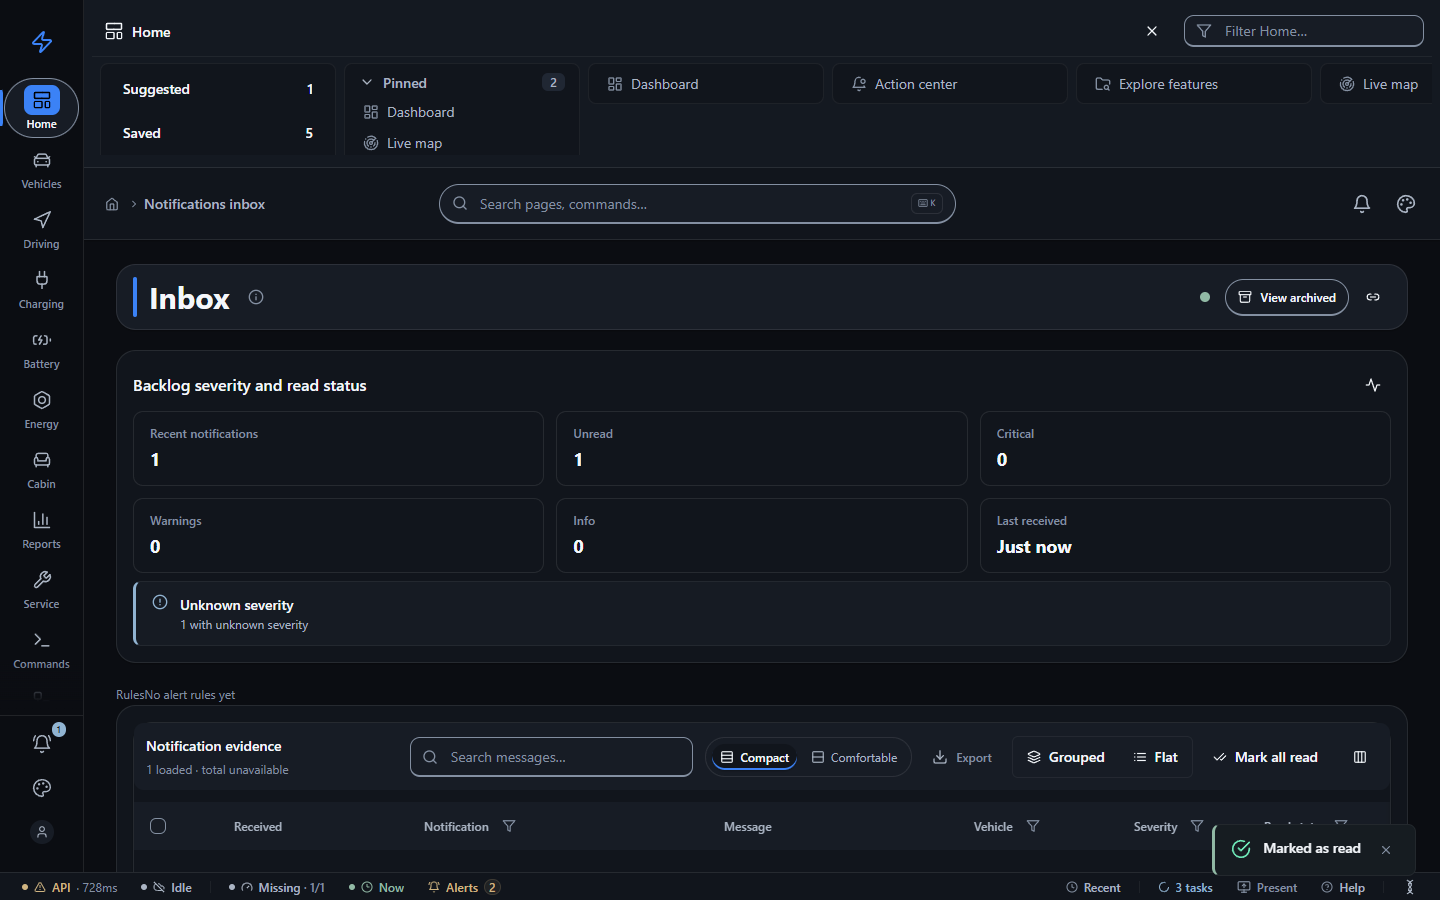 Home
Filter Home...
Home
Vehicles
Driving
Charging
Battery
Energy
Cabin
Reports
Service
Commands
1
Suggested 1
Saved 5
Pinned 2
Dashboard
Live map
Dashboard
Action center
Explore features
Live map
Notifications inbox
Search pages, commands...
K
Inbox
View archived
Backlog severity and read status
Recent notifications
1
Unread
1
Critical
0
Warnings
0
Info
0
Last received
Just now
Unknown severity
1 with unknown severity
RulesNo alert rules yet
Notification evidence
1 loaded · total unavailable
Search messages...
Compact
Comfortable
Export
Grouped
Flat
Mark all read
Received
Notification
Message
Vehicle
Severity
Marked as read
API · 728ms
Idle
Missing · 1/1
Now
Alerts 2
Recent
3 tasks
Present
Help